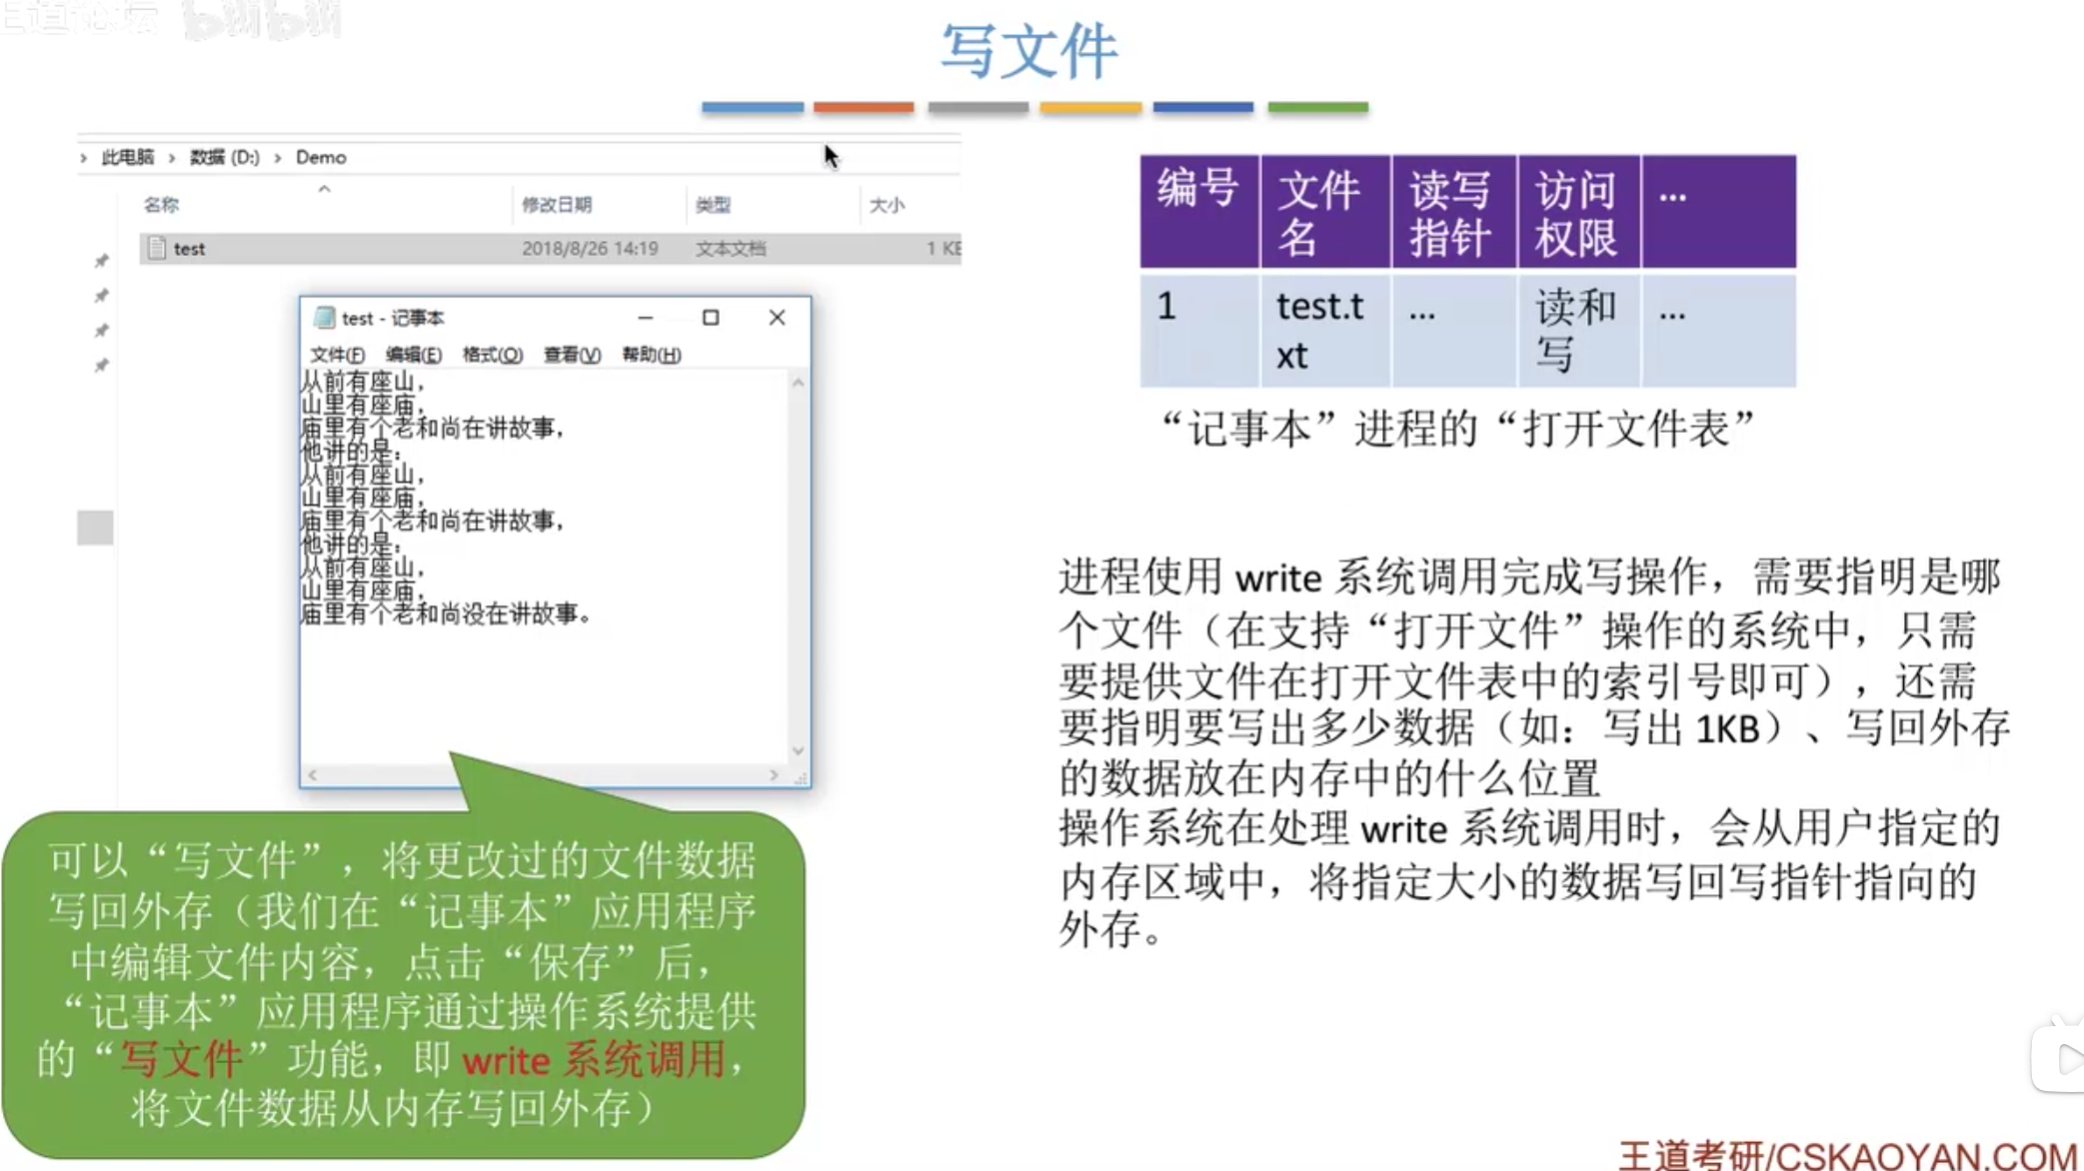 王道论坛 bilibili
写文件
此电脑 › 数据 (D:) › Demo
名称 修改日期 类型 大小
test 2018/8/26 14:19 文本文档 1 KB
test - 记事本
文件(F) 编辑(E) 格式(O) 查看(V) 帮助(H)
从前有座山，
山里有座庙，
庙里有个老和尚在讲故事，
他讲的是：
从前有座山，
山里有座庙，
庙里有个老和尚在讲故事，
他讲的是：
从前有座山，
山里有座庙，
庙里有个老和尚没在讲故事。
可以“写文件”，将更改过的文件数据
写回外存（我们在“记事本”应用程序
中编辑文件内容，点击“保存”后，
“记事本”应用程序通过操作系统提供
的“写文件”功能，即 write 系统调用，
将文件数据从内存写回外存）
编号 文件名 读写指针 访问权限 ...
1 test.txt ... 读和写 ...
“记事本”进程的“打开文件表”
进程使用 write 系统调用完成写操作，需要指明是哪
个文件（在支持“打开文件”操作的系统中，只需
要提供文件在打开文件表中的索引号即可），还需
要指明要写出多少数据（如：写出 1KB）、写回外存
的数据放在内存中的什么位置
操作系统在处理 write 系统调用时，会从用户指定的
内存区域中，将指定大小的数据写回写指针指向的
外存。
王道考研/CSKAOYAN.COM